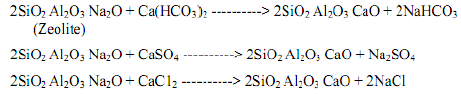 2SiO₂ Al₂O₃ Na₂O + Ca(HCO₃)₂ ----------> 2SiO₂ Al₂O₃ CaO + 2NaHCO₃
(Zeolite)
2SiO₂ Al₂O₃ Na₂O + CaSO₄ ----------> 2SiO₂ Al₂O₃ CaO + Na₂SO₄
2SiO₂ Al₂O₃ Na₂O + CaC1₂ ----------> 2SiO₂ Al₂O₃ CaO + 2NaCl